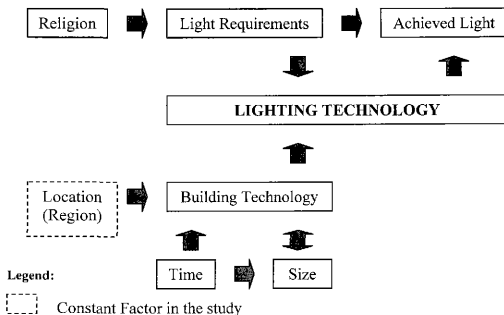 Religion
Light Requirements
Achieved Light
LIGHTING TECHNOLOGY
Location
(Region)
Building Technology
Time
Size
Legend:
Constant Factor in the study